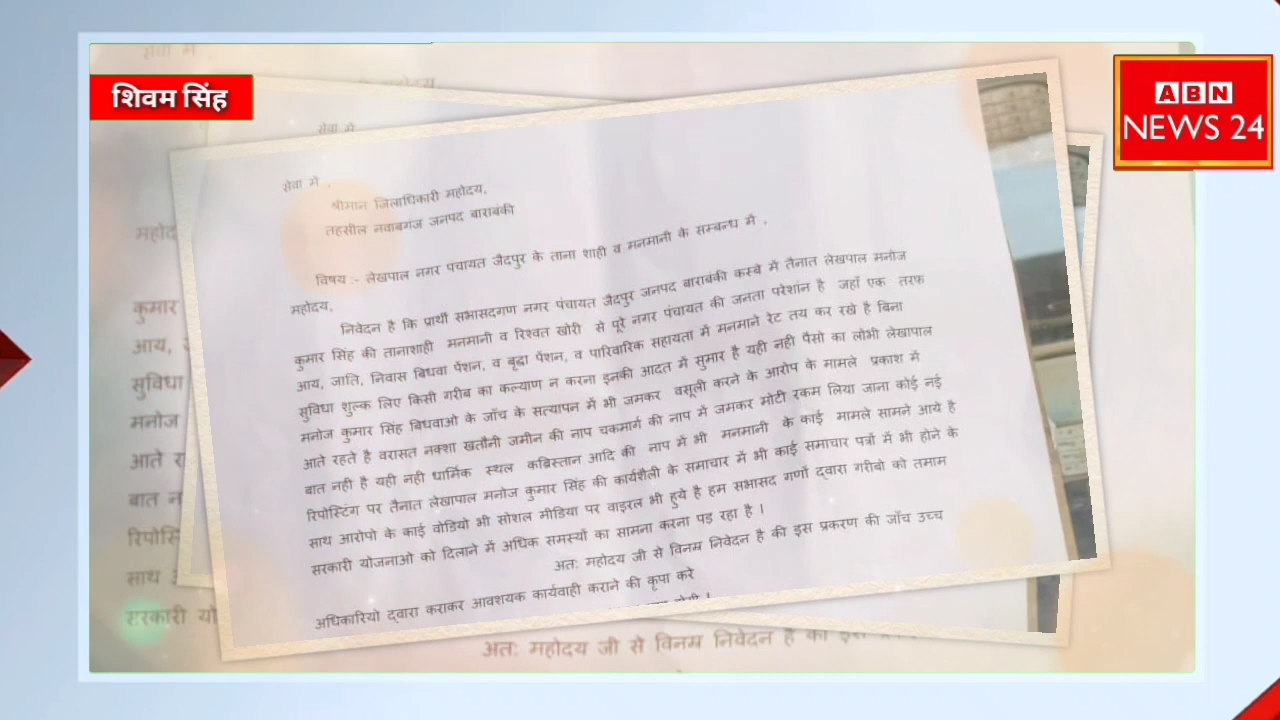 शिवम सिंह
ABN
NEWS 24
सेवा मे ,
श्रीमान जिलाधिकारी महोदय,
तहसील नवाबगंज जनपद बाराबंकी
विषय :- लेखपाल नगर पंचायत जैदपुर के ताना शाही व मनमानी के सम्बन्ध मे .
महोदय,
निवेदन है कि प्रार्थी सभासदगण नगर पंचायत जैदपुर जनपद बाराबंकी कस्बे में तैनात लेखपाल मनोज
कुमार सिंह की तानाशाही मनमानी व रिश्वत खोरी से पूरे नगर पंचायत की जनता परेशांन है जहाँ एक तरफ
आय, जाति, निवास बिधवा पेंशन, व बृद्धा पेंशन, व पारिवारिक सहायता में मनमाने रेट तय कर रखे है बिना
सुविधा शुल्क लिए किसी गरीब का कल्याण न करना इनकी आदत में सुमार है यही नही पैसो का लोभी लेखापाल
मनोज कुमार सिंह बिधवाओ के जाँच के सत्यापन में भी जमकर वसूली करने के आरोप के मामले प्रकाश में
आते रहते है वरासत नक्शा खतौनी जमीन की नाप चकमार्ग की नाप में जमकर मोटी रकम लिया जाना कोई नई
बात नही है यही नही धार्मिक स्थल कब्रिस्तान आदि की नाप में भी मनमानी के काई मामले सामने आये है
रिपोस्टिंग पर तैनात लेखापाल मनोज कुमार सिंह की कार्यशैली के समाचार में भी काई समाचार पत्रों में भी होने के
साथ आरोपो के काई वोडियो भी सोशल मीडिया पर वाइरल भी हुये है हम सभासद गणों द्वारा गरीबो को तमाम
सरकारी योजनाओ को दिलाने में अधिक समस्यों का सामना करना पड़ रहा है ।
अत: महोदय जी से विनम्र निवेदन है की इस प्रकरण की जाँच उच्च
अधिकारियो द्वारा कराकर आवशयक कार्यवाही कराने की कृपा करे
अत: महोदय जी से विनम्र निवेदन है